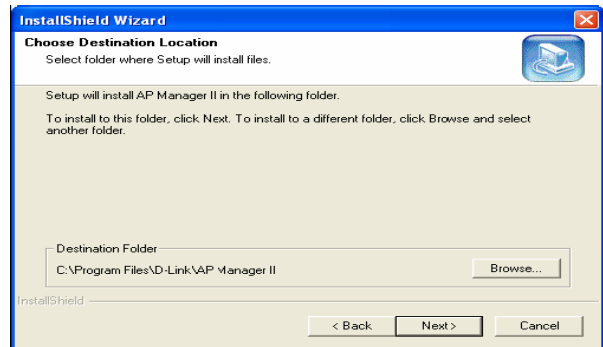 InstallShield Wizard
Choose Destination Location
Select folder where Setup will install files.
Setup will install AP Manager II in the following folder.
To install to this folder, click Next. To install to a different folder, click Browse and select
another folder.
Destination Folder
C:\Program Files\D-Link\AP Manager II
Browse...
InstallShield
< Back
Next >
Cancel